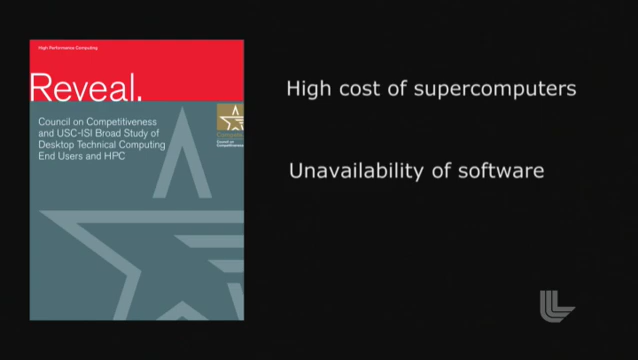 High Performance Computing
Reveal.
Council on Competitiveness
and USC-ISI Broad Study of
Desktop Technical Computing
End Users and HPC
Council on
Competitiveness
High cost of supercomputers
Unavailability of software